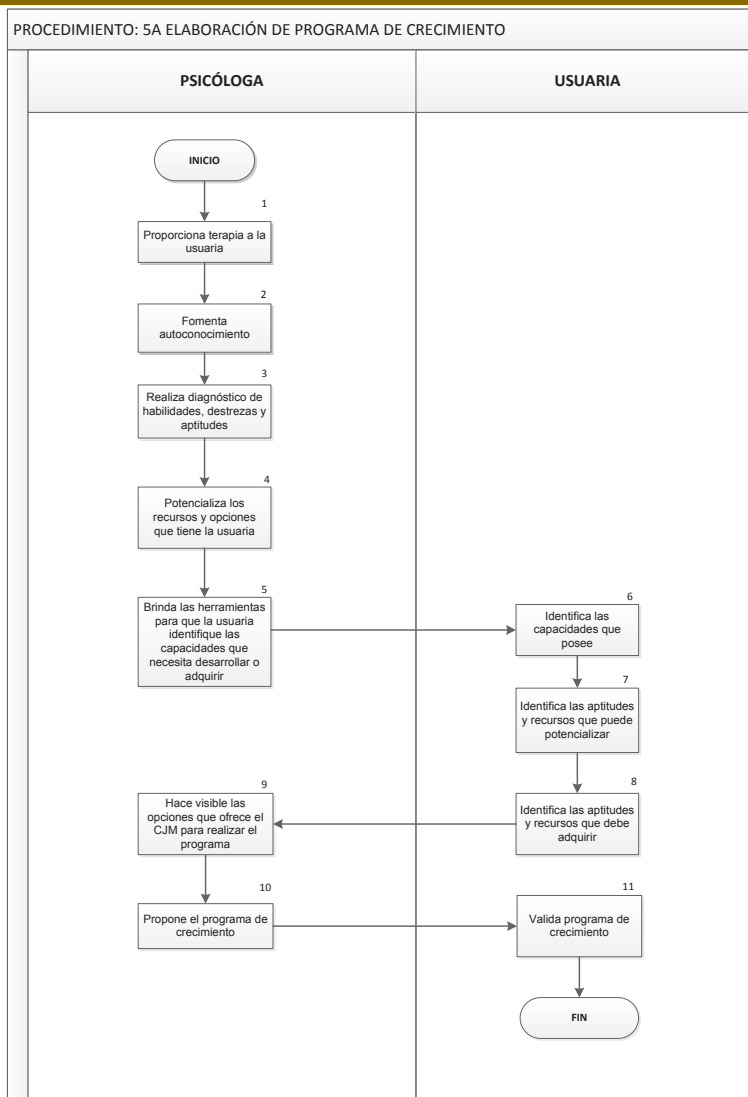 PROCEDIMIENTO: 5A ELABORACIÓN DE PROGRAMA DE CRECIMIENTO
PSICÓLOGA
USUARIA
INICIO
1
Proporciona terapia a la
usuaria
2
Fomenta
autoconocimiento
3
Realiza diagnóstico de
habilidades, destrezas y
aptitudes
4
Potencializa los
recursos y opciones
que tiene la usuaria
5
Brinda las herramientas
para que la usuaria
identifique las
capacidades que
necesita desarrollar o
adquirir
6
Identifica las
capacidades que
posee
7
Identifica las aptitudes
y recursos que puede
potencializar
8
Identifica las aptitudes
y recursos que debe
adquirir
9
Hace visible las
opciones que ofrece el
CJM para realizar el
programa
10
Propone el programa de
crecimiento
11
Valida programa de
crecimiento
FIN